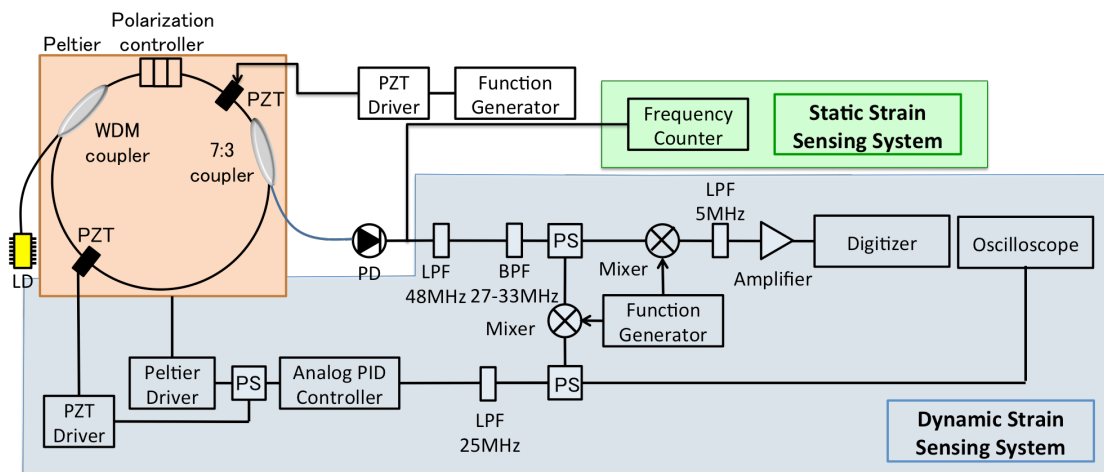 Polarization
controller
Peltier
PZT
WDM
coupler
7:3
coupler
PZT
LD
PZT
Driver
Function
Generator
Frequency
Counter
Static Strain
Sensing System
PD
LPF
48MHz
BPF
27-33MHz
PS
Mixer
LPF
5MHz
Amplifier
Digitizer
Oscilloscope
Mixer
Function
Generator
Peltier
Driver
PS
Analog PID
Controller
LPF
25MHz
PS
PZT
Driver
Dynamic Strain
Sensing System